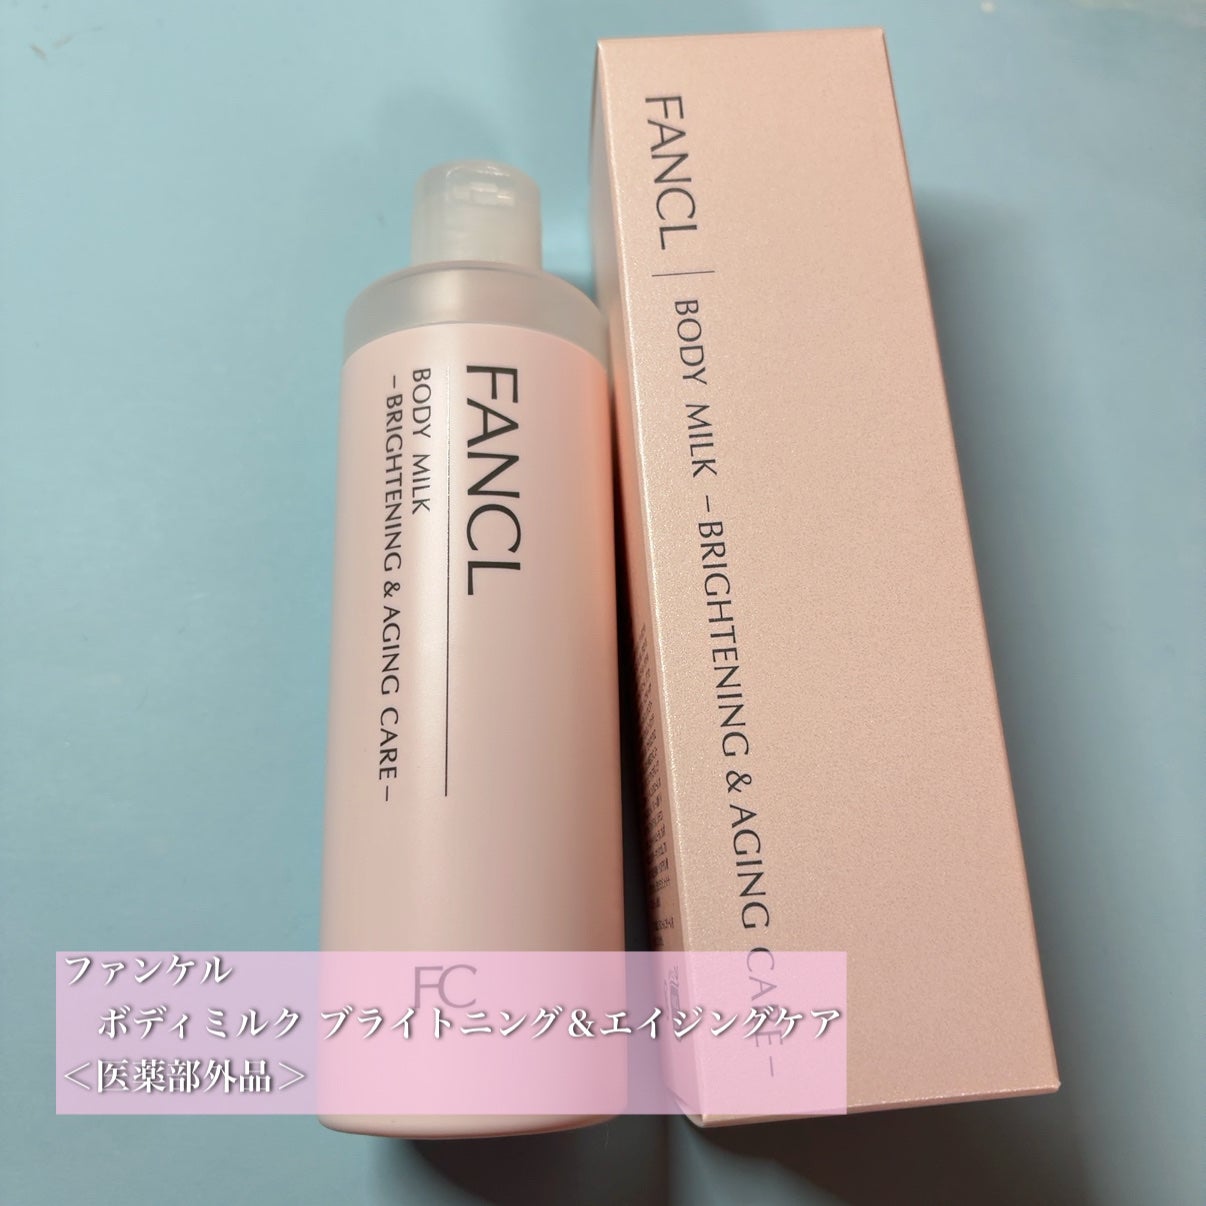 FANCL
BODY MILK
–BRIGHTENING & AGING CARE–
FC
FANCL | BODY MILK –BRIGHTENING & AGING CARE–
ファンケル
ボディミルク ブライトニング＆エイジングケア
＜医薬部外品＞